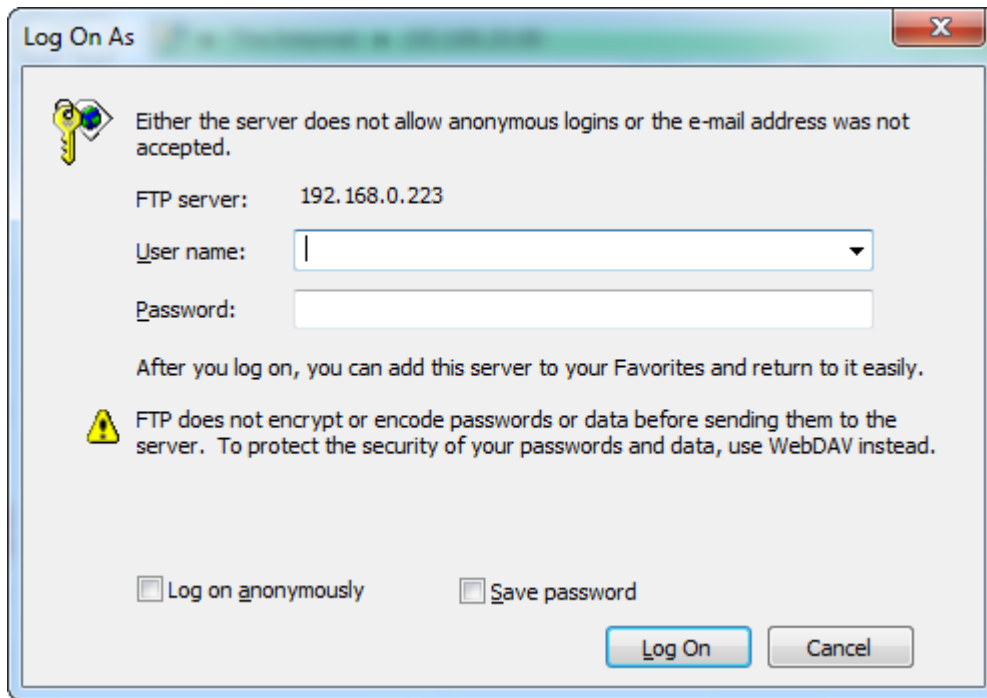 Log On As
Either the server does not allow anonymous logins or the e-mail address was not
accepted.
FTP server: 192.168.0.223
User name:
Password:
After you log on, you can add this server to your Favorites and return to it easily.
FTP does not encrypt or encode passwords or data before sending them to the
server.  To protect the security of your passwords and data, use WebDAV instead.
Log on anonymously Save password
Log On Cancel